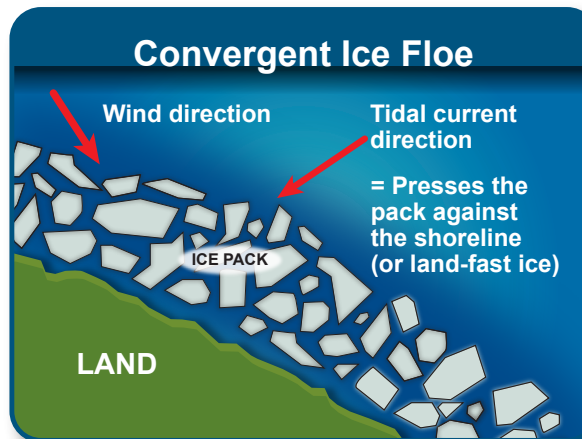 Convergent Ice Floe
Wind direction
Tidal current
direction
= Presses the
pack against
the shoreline
(or land-fast ice)
ICE PACK
LAND